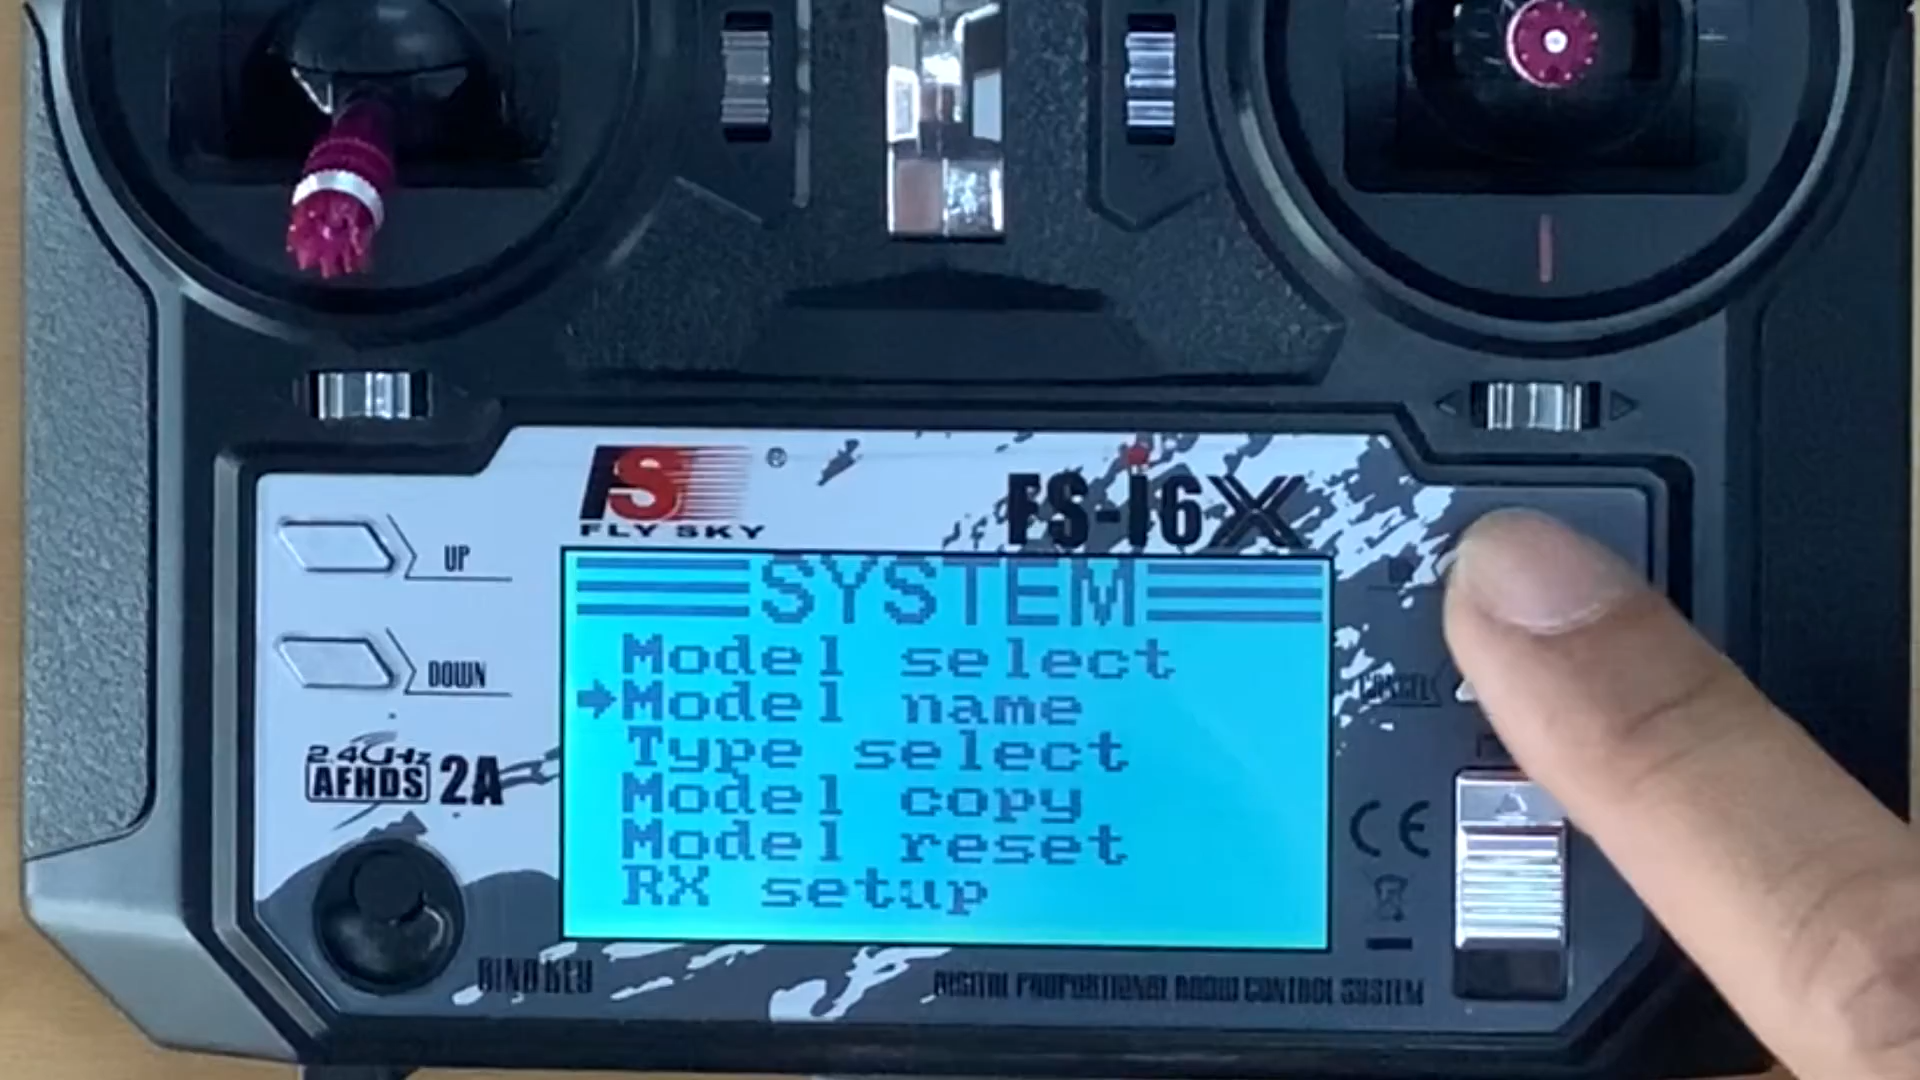 FS ®
FLY SKY
FS-i6X
UP
DOWN
CANCEL
2.4GHz
AFHDS 2A
SYSTEM
Model select
Model name
Type select
Model copy
Model reset
RX setup
CE
BIND KEY
DIGITAL PROPORTIONAL RADIO CONTROL SYSTEM